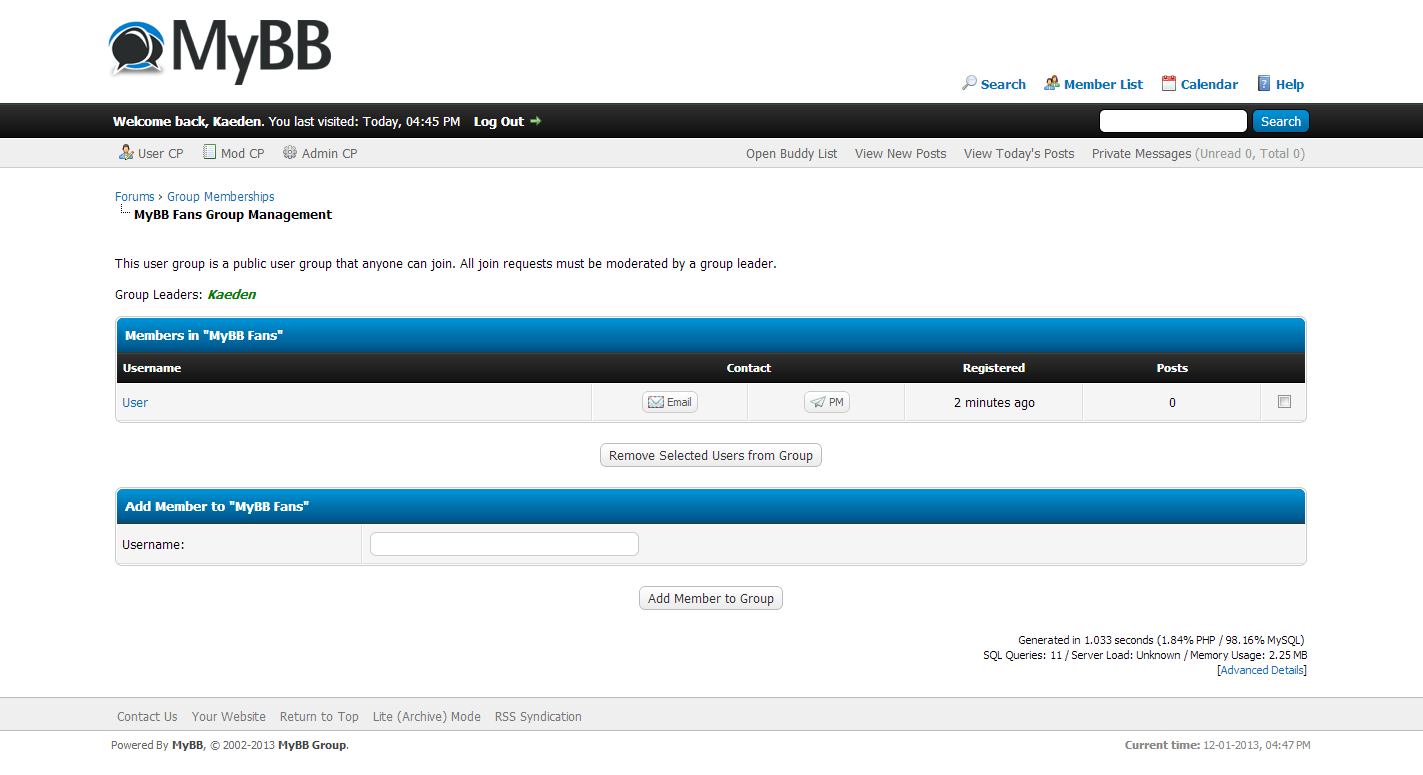 MyBB
Search Member List Calendar Help
Welcome back, Kaeden. You last visited: Today, 04:45 PM Log Out Search
User CP Mod CP Admin CP Open Buddy List View New Posts View Today's Posts Private Messages (Unread 0, Total 0)
Forums › Group Memberships
MyBB Fans Group Management
This user group is a public user group that anyone can join. All join requests must be moderated by a group leader.
Group Leaders: Kaeden
Members in "MyBB Fans"
Username Contact Registered Posts
User Email PM 2 minutes ago 0
Remove Selected Users from Group
Add Member to "MyBB Fans"
Username:
Add Member to Group
Generated in 1.033 seconds (1.84% PHP / 98.16% MySQL)
SQL Queries: 11 / Server Load: Unknown / Memory Usage: 2.25 MB
[Advanced Details]
Contact Us Your Website Return to Top Lite (Archive) Mode RSS Syndication
Powered By MyBB, © 2002-2013 MyBB Group. Current time: 12-01-2013, 04:47 PM